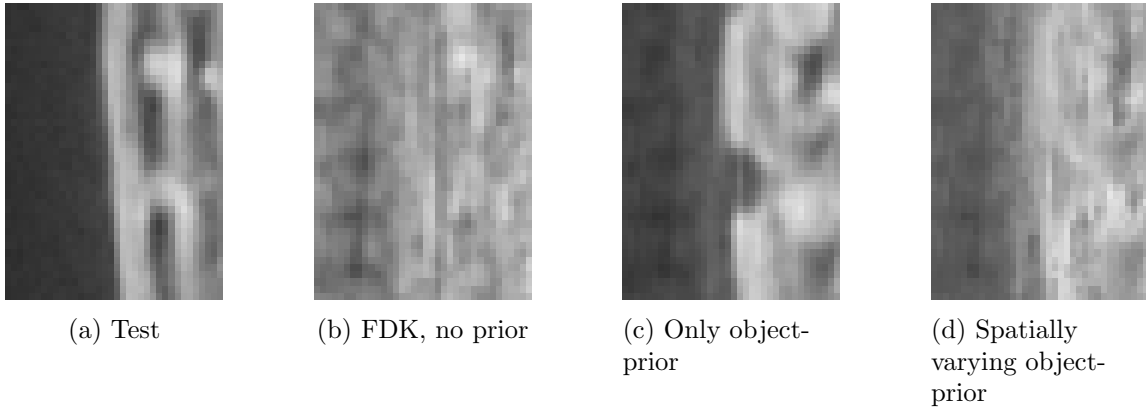 (a) Test
(b) FDK, no prior
(c) Only object-
prior
(d) Spatially
varying object-
prior